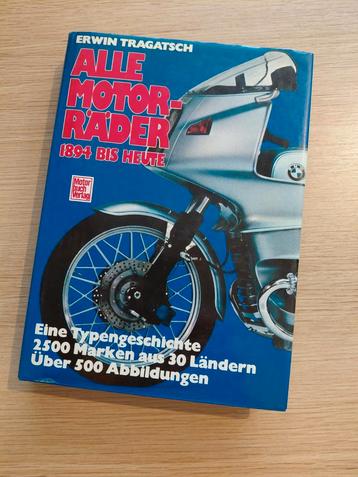 ERWIN TRAGATSCH
ALLE
MOTOR-
RÄDER
1894 BIS HEUTE
Motor
buch
Verlag
BMW
Eine Typengeschichte
2500 Marken aus 30 Ländern
Über 500 Abbildungen